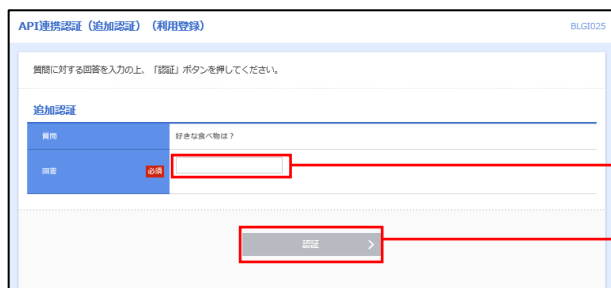 API連携認証（追加認証）（利用登録）
BLGI025
質問に対する回答を入力の上、「認証」ボタンを押してください。
追加認証
質問
好きな食べ物は？
回答
必須
認証